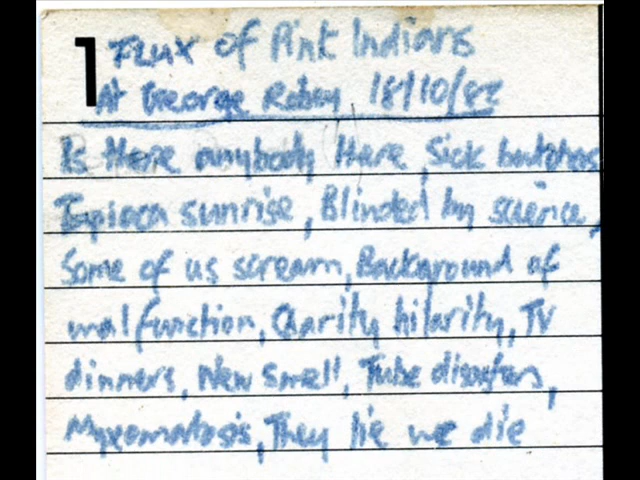 1 Flux of Pink Indians
At George Robey 18/10/82
Is there anybody there, Sick butchers
Tapioca sunrise, Blinded by science,
Some of us scream, Background of
malfunction, Charity hilarity, TV
dinners, New smell, Tube disasters,
Myxomatosis, They lie we die